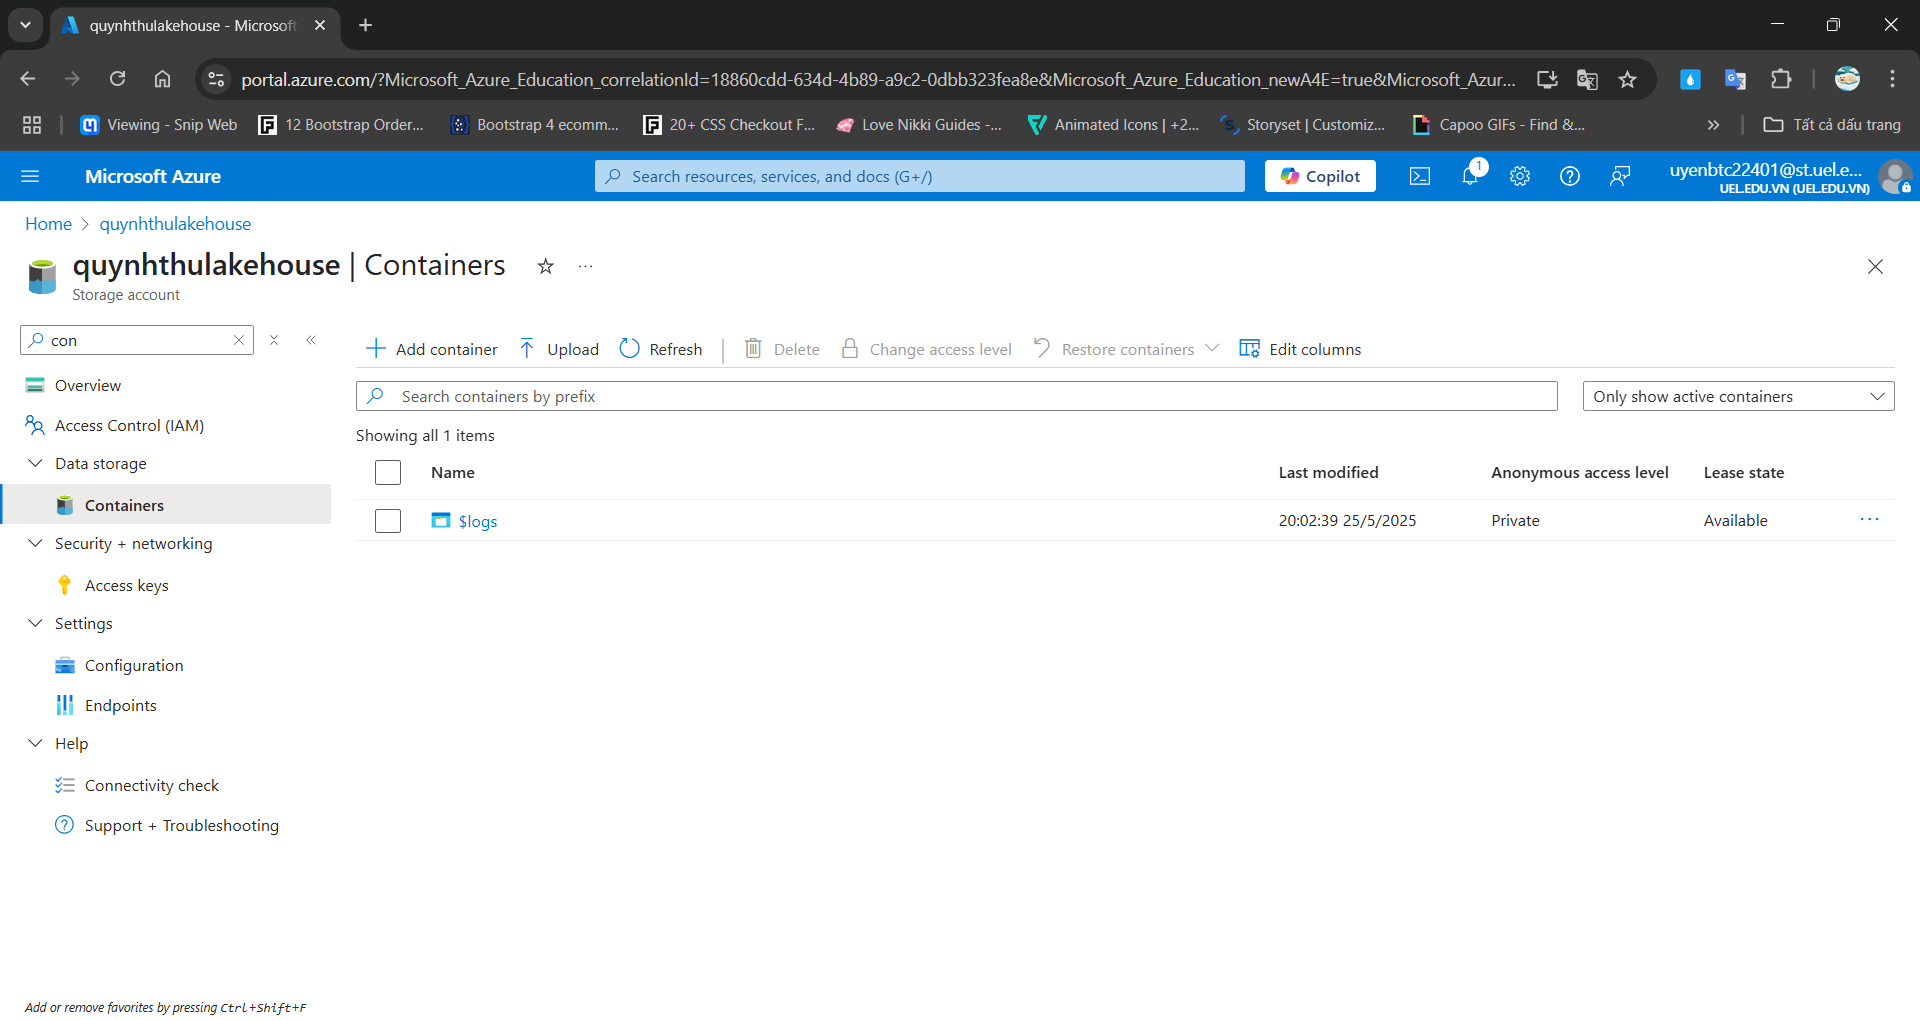 quynhthulakehouse - Microsoft
portal.azure.com/?Microsoft_Azure_Education_correlationId=18860cdd-634d-4b89-a9c2-0dbb323fea8e&Microsoft_Azure_Education_newA4E=true&Microsoft_Azur...
Viewing - Snip Web
12 Bootstrap Order...
Bootstrap 4 ecomm...
20+ CSS Checkout F...
Love Nikki Guides -...
Animated Icons | +2...
Storyset | Customiz...
Capoo GIFs - Find &...
Tất cả dấu trang
Microsoft Azure
Search resources, services, and docs (G+/)
Copilot
1
uyenbtc22401@st.uel.e...
UEL.EDU.VN (UEL.EDU.VN)
Home > quynhthulakehouse
quynhthulakehouse | Containers
Storage account
con
Overview
Access Control (IAM)
Data storage
Containers
Security + networking
Access keys
Settings
Configuration
Endpoints
Help
Connectivity check
Support + Troubleshooting
Add or remove favorites by pressing Ctrl+Shift+F
Add container
Upload
Refresh
Delete
Change access level
Restore containers
Edit columns
Search containers by prefix
Only show active containers
Showing all 1 items
Name Last modified Anonymous access level Lease state
$logs 20:02:39 25/5/2025 Private Available